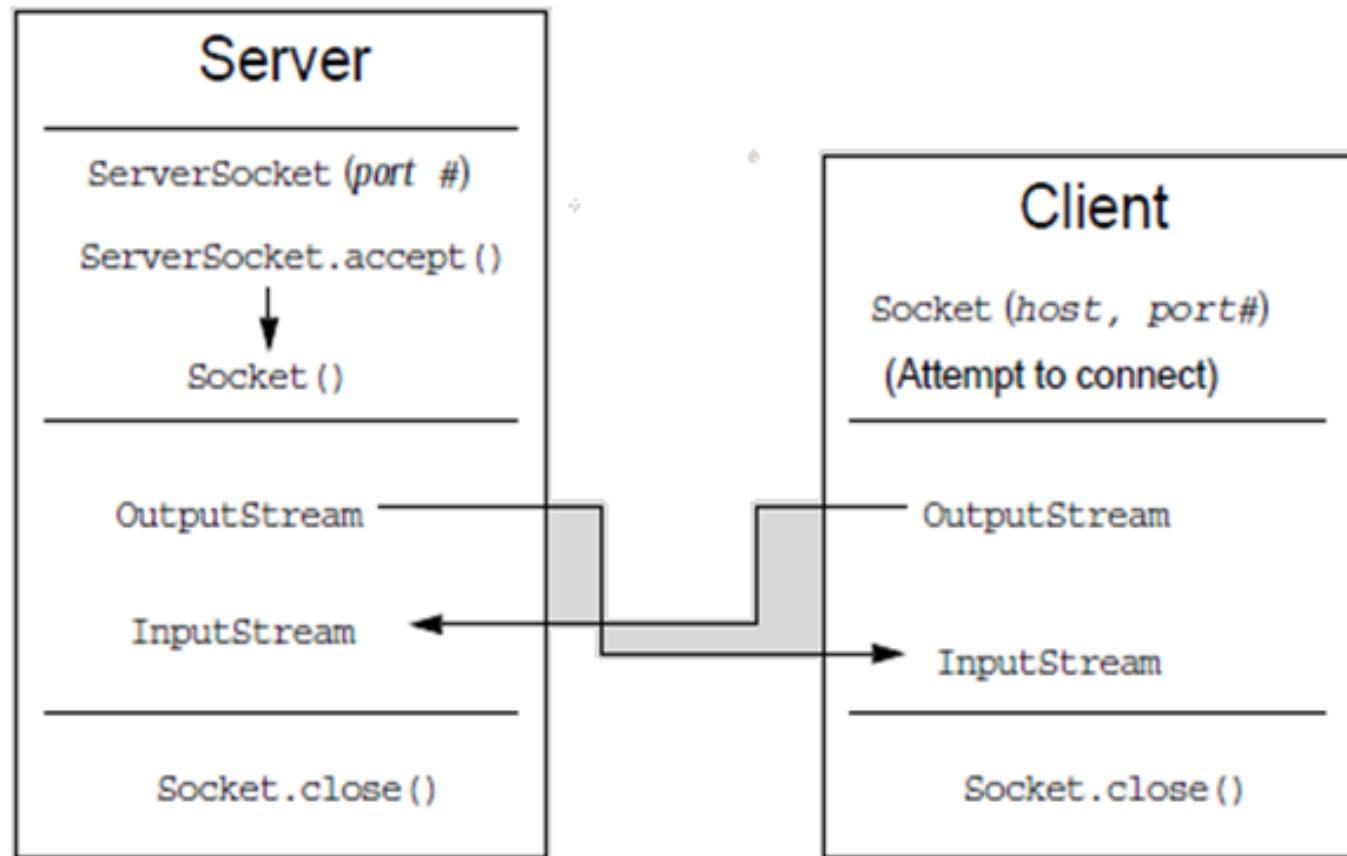 Server
ServerSocket (port #)
ServerSocket.accept()
Socket()
OutputStream
InputStream
Socket.close()
Client
Socket (host, port#)
(Attempt to connect)
OutputStream
InputStream
Socket.close()